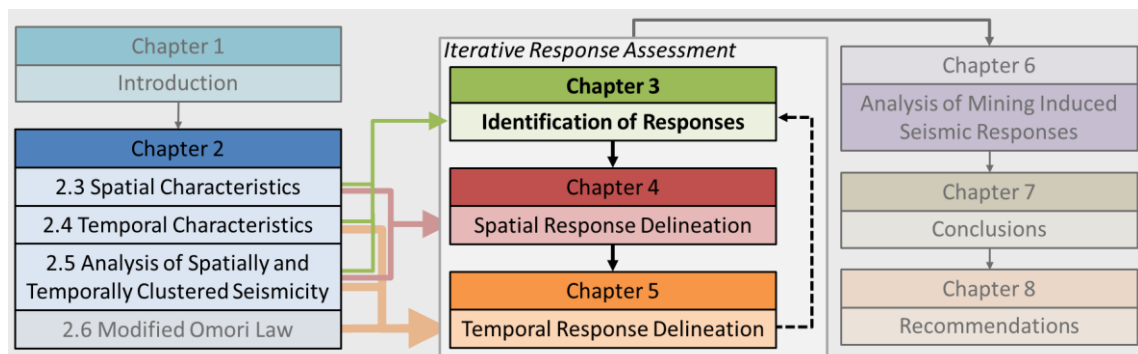 Chapter 1
Introduction
Chapter 2
2.3 Spatial Characteristics
2.4 Temporal Characteristics
2.5 Analysis of Spatially and
Temporally Clustered Seismicity
2.6 Modified Omori Law
Iterative Response Assessment
Chapter 3
Identification of Responses
Chapter 4
Spatial Response Delineation
Chapter 5
Temporal Response Delineation
Chapter 6
Analysis of Mining Induced
Seismic Responses
Chapter 7
Conclusions
Chapter 8
Recommendations